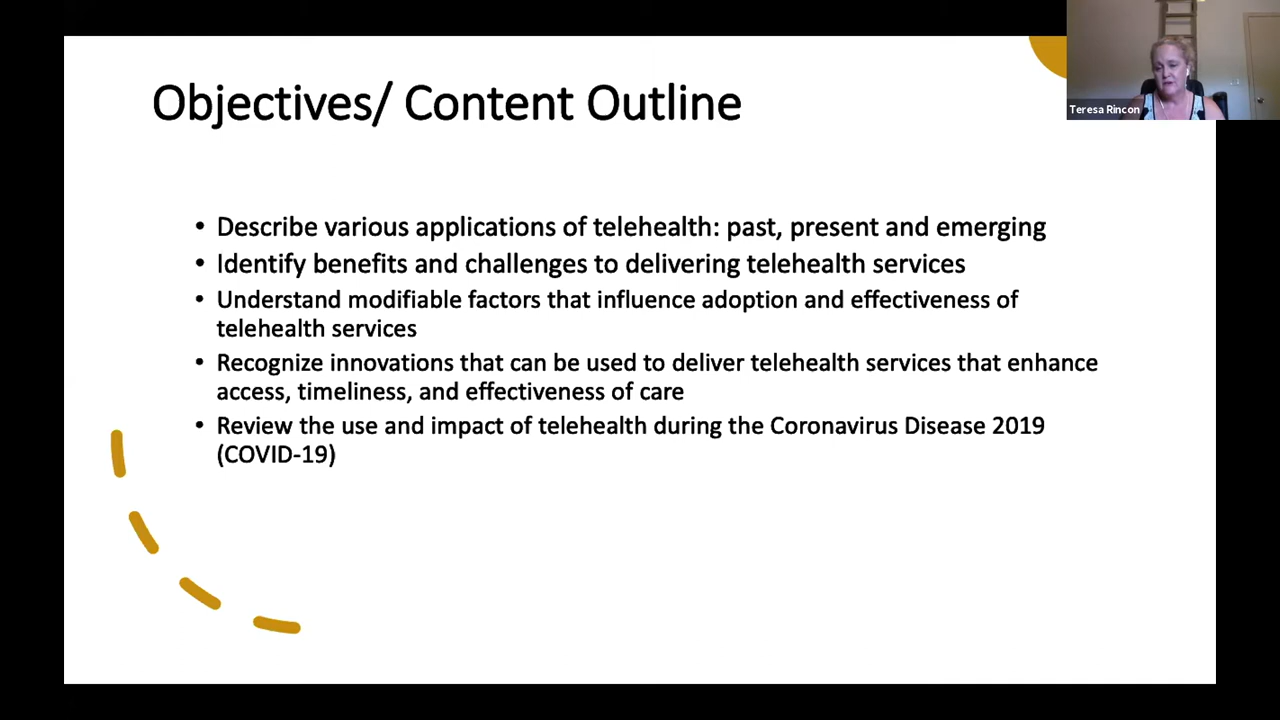 Objectives/ Content Outline
Teresa Rincon
• Describe various applications of telehealth: past, present and emerging
• Identify benefits and challenges to delivering telehealth services
• Understand modifiable factors that influence adoption and effectiveness of
telehealth services
• Recognize innovations that can be used to deliver telehealth services that enhance
access, timeliness, and effectiveness of care
• Review the use and impact of telehealth during the Coronavirus Disease 2019
(COVID-19)